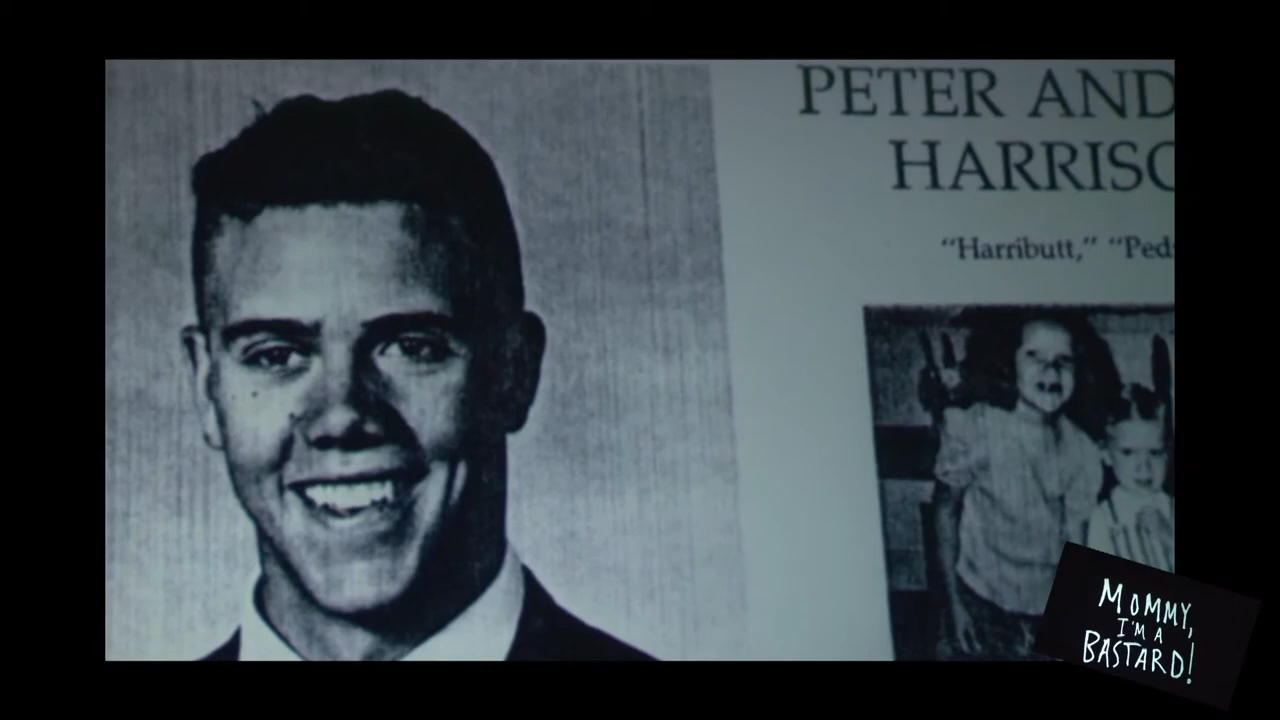 PETER AND
HARRISO
“Harributt,” “Ped
MOMMY,
I'M A
BASTARD!